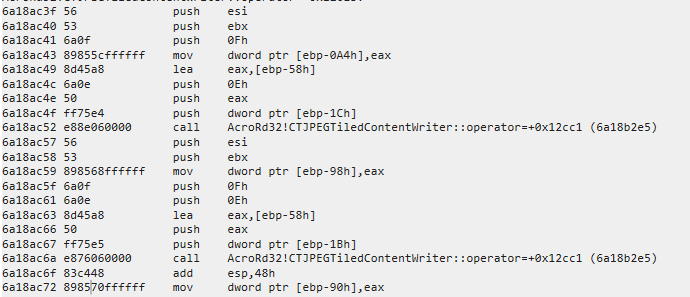 6a18ac3f 56 push esi
6a18ac40 53 push ebx
6a18ac41 6a0f push 0Fh
6a18ac43 89855cffffff mov dword ptr [ebp-0A4h],eax
6a18ac49 8d45a8 lea eax,[ebp-58h]
6a18ac4c 6a0e push 0Eh
6a18ac4e 50 push eax
6a18ac4f ff75e4 push dword ptr [ebp-1Ch]
6a18ac52 e88e060000 call AcroRd32!CTJPEGTiledContentWriter::operator=+0x12cc1 (6a18b2e5)
6a18ac57 56 push esi
6a18ac58 53 push ebx
6a18ac59 898568ffffff mov dword ptr [ebp-98h],eax
6a18ac5f 6a0f push 0Fh
6a18ac61 6a0e push 0Eh
6a18ac63 8d45a8 lea eax,[ebp-58h]
6a18ac66 50 push eax
6a18ac67 ff75e5 push dword ptr [ebp-1Bh]
6a18ac6a e876060000 call AcroRd32!CTJPEGTiledContentWriter::operator=+0x12cc1 (6a18b2e5)
6a18ac6f 83c448 add esp,48h
6a18ac72 898570ffffff mov dword ptr [ebp-90h],eax